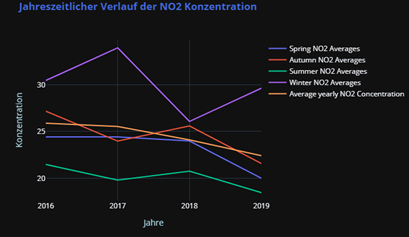 Jahreszeitlicher Verlauf der NO2 Konzentration
Spring NO2 Averages
Autumn NO2 Averages
Summer NO2 Averages
Winter NO2 Averages
Average yearly NO2 Concentration
Konzentration
30
25
20
2016
2017
2018
2019
Jahre